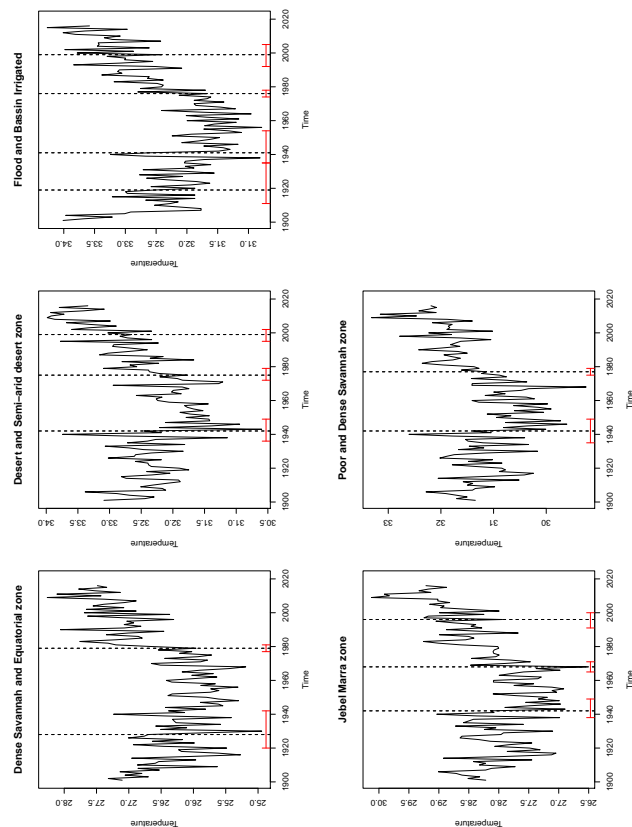 Dense Savannah and Equatorial zone
Temperature
28.0
27.5
27.0
26.5
26.0
25.5
25.0
1900 1920 1940 1960 1980 2000 2020
Time
Desert and Semi−arid desert zone
Temperature
34.0
33.5
33.0
32.5
32.0
31.5
31.0
30.5
1900 1920 1940 1960 1980 2000 2020
Time
Flood and Bassin Irrigated
Temperature
34.0
33.5
33.0
32.5
32.0
31.5
31.0
1900 1920 1940 1960 1980 2000 2020
Time
Jebel Marra zone
Temperature
30.0
29.5
29.0
28.5
28.0
27.5
27.0
26.5
1900 1920 1940 1960 1980 2000 2020
Time
Poor and Dense Savannah zone
Temperature
33
32
31
30
1900 1920 1940 1960 1980 2000 2020
Time